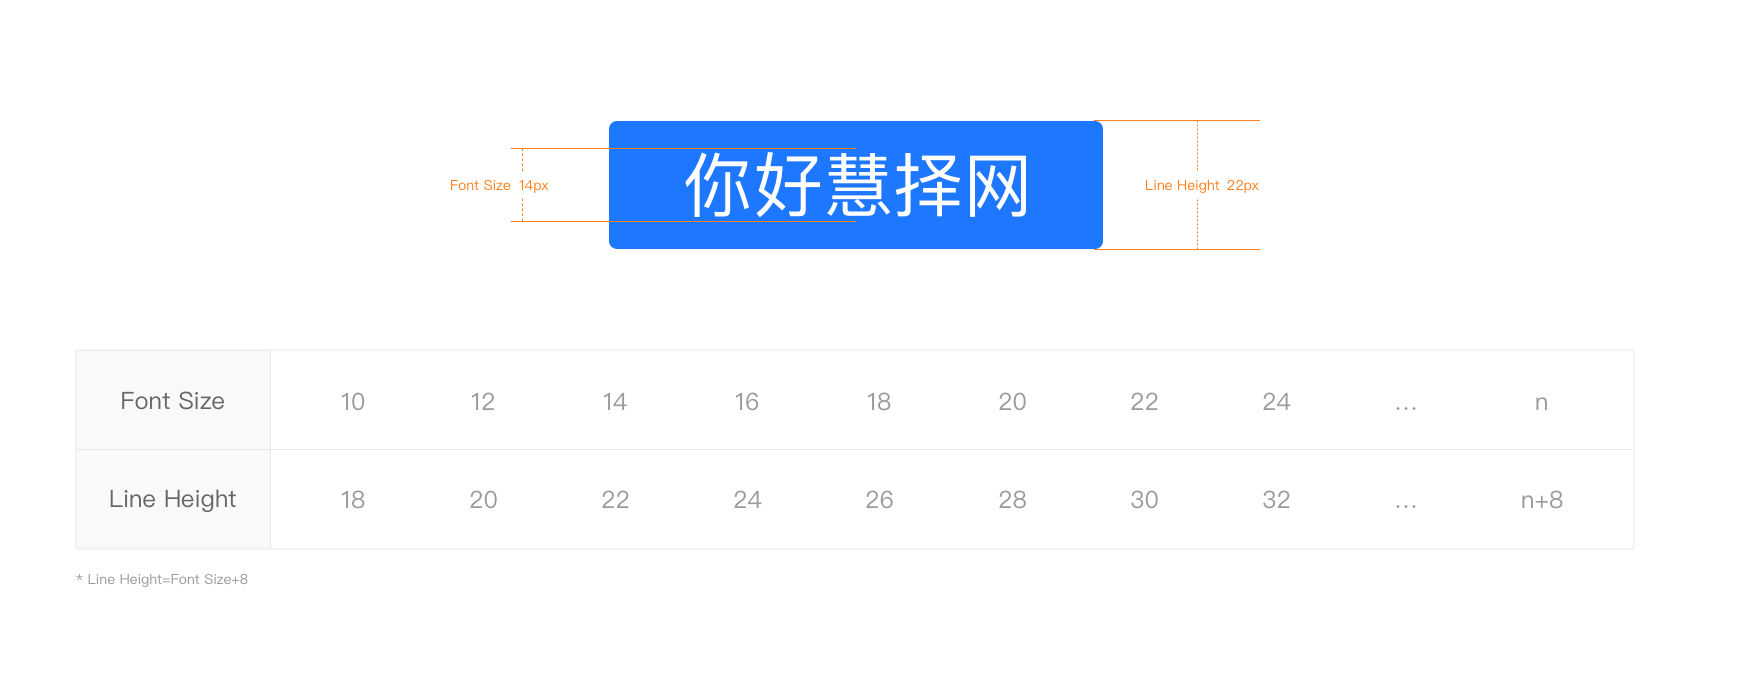 你好慧择网
Font Size 14px
Line Height 22px
Font Size 10 12 14 16 18 20 22 24 ... n
Line Height 18 20 22 24 26 28 30 32 ... n+8
* Line Height=Font Size+8